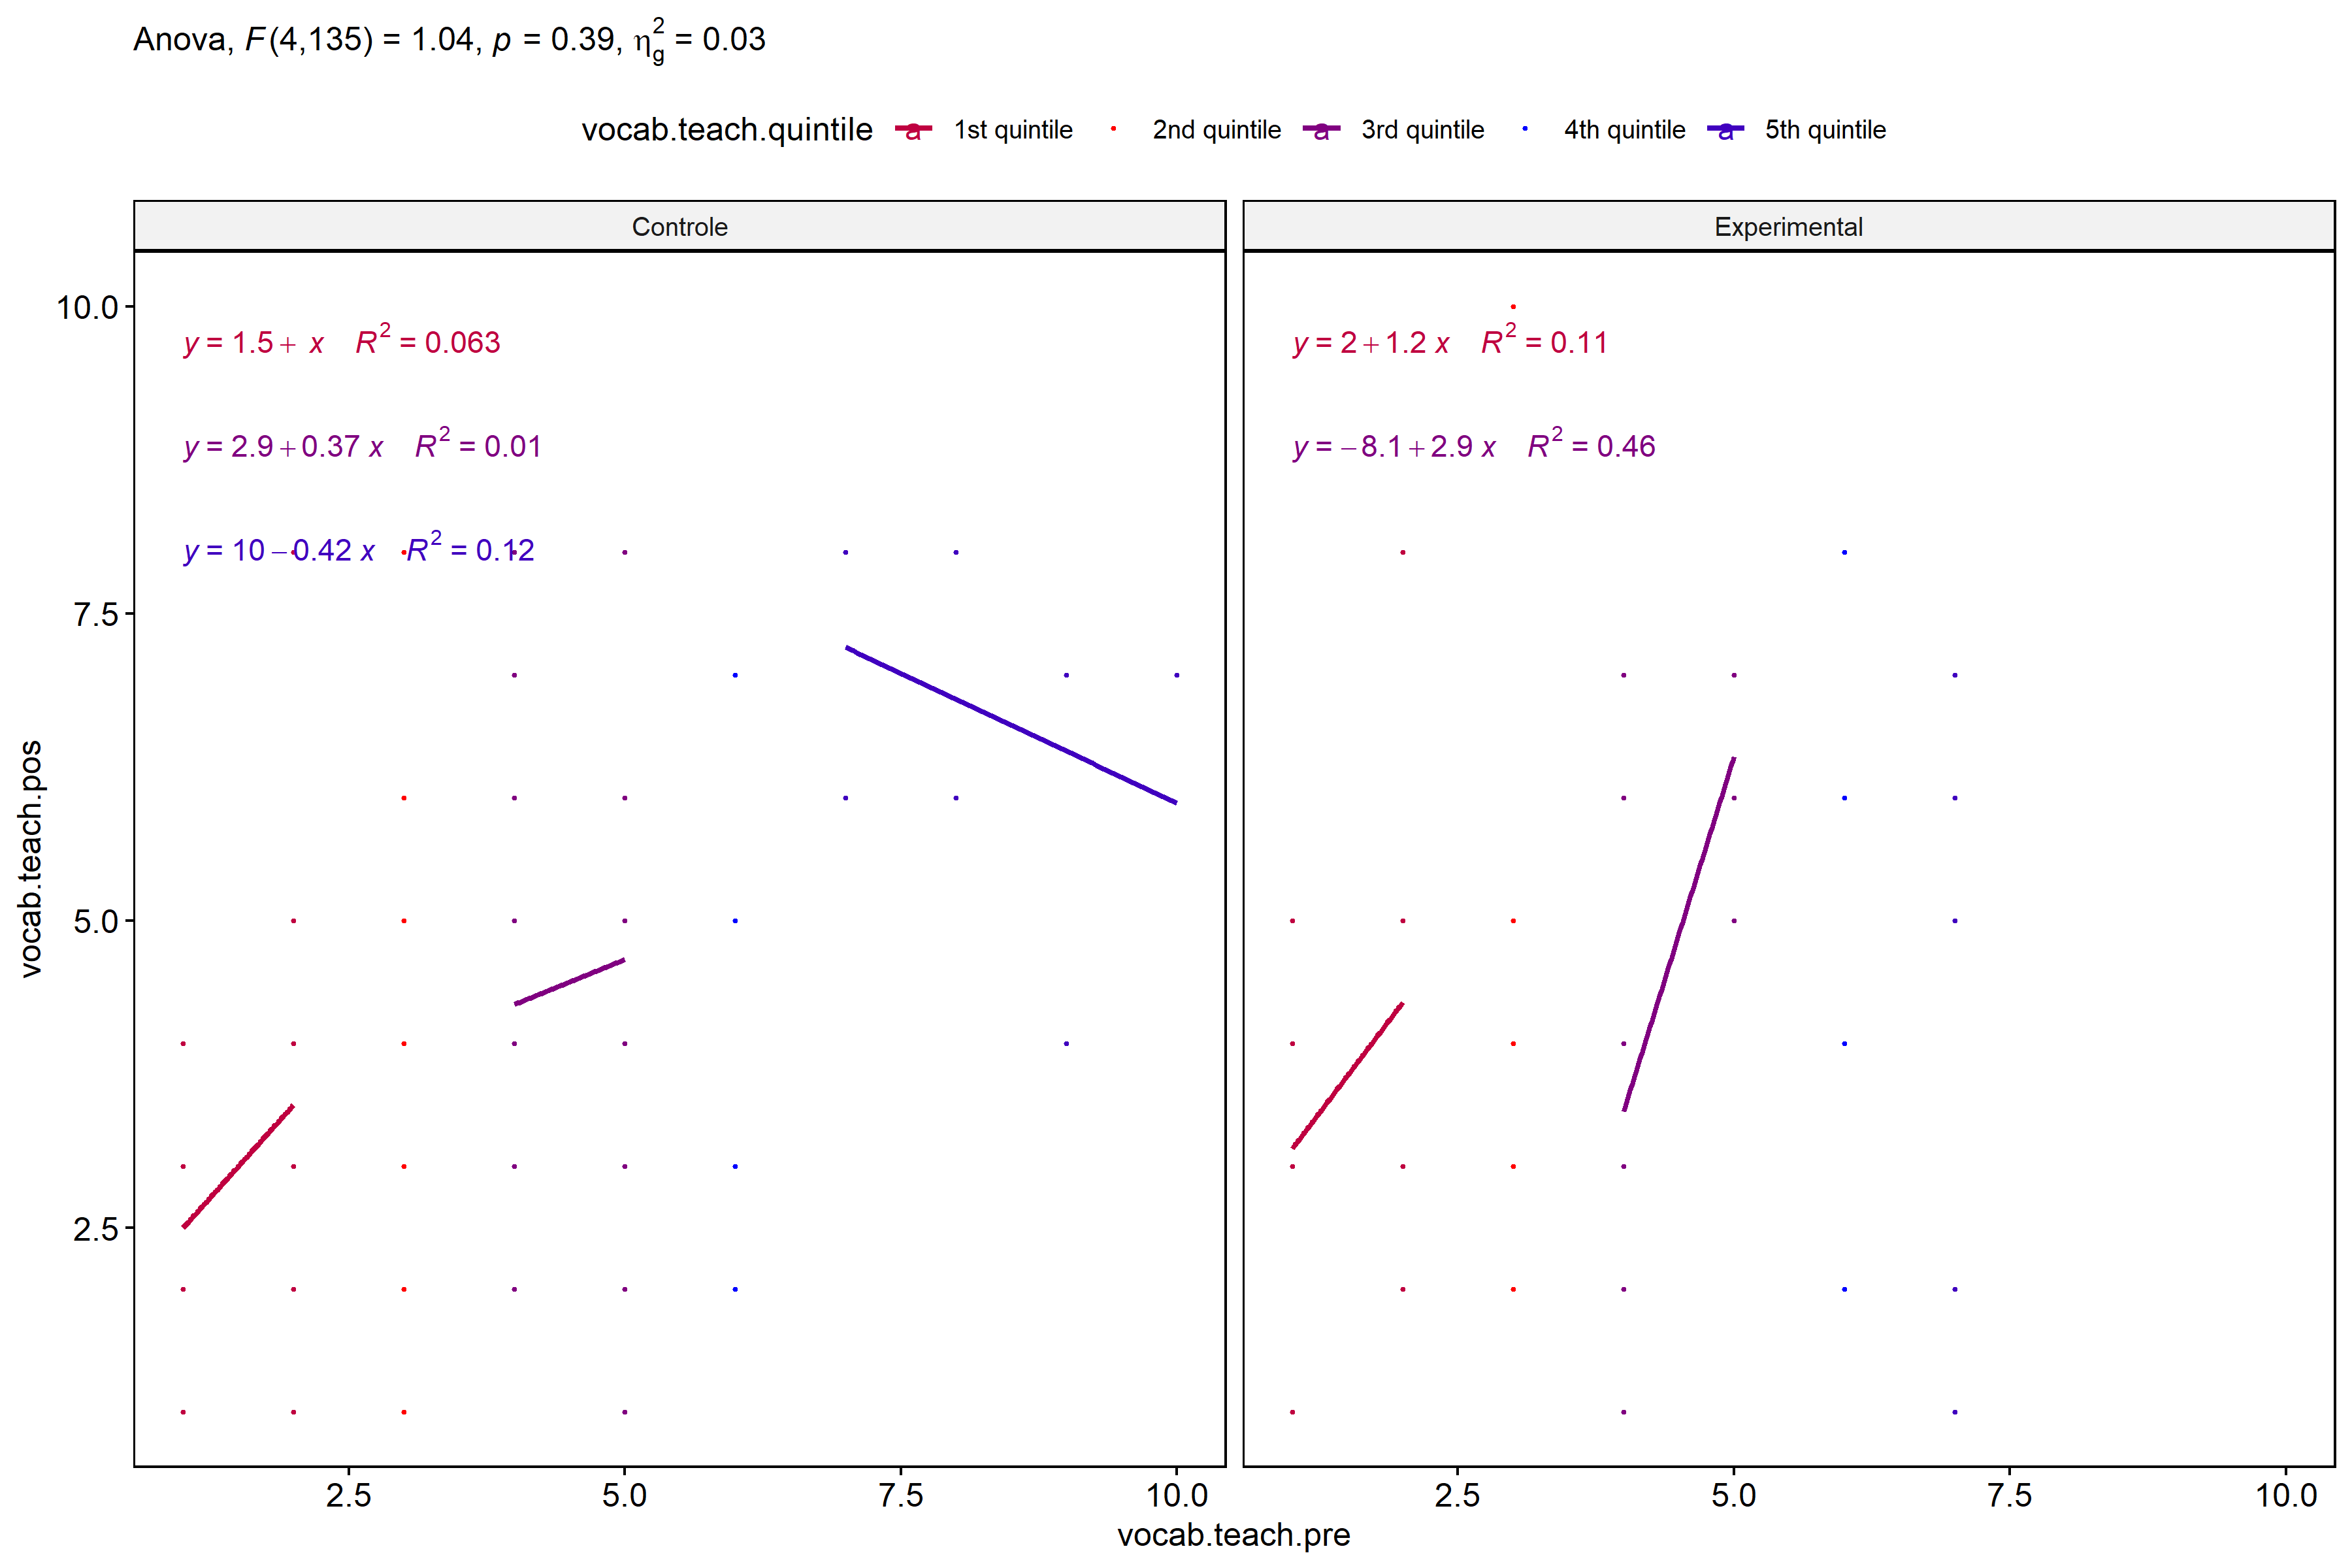 Anova, F(4,135) = 1.04, p = 0.39, η²g = 0.03
vocab.teach.quintile a 1st quintile 2nd quintile a 3rd quintile 4th quintile a 5th quintile
Controle
Experimental
y = 1.5 + x R² = 0.063
y = 2.9 + 0.37 x R² = 0.01
y = 10 − 0.42 x R² = 0.12
y = 2 + 1.2 x R² = 0.11
y = −8.1 + 2.9 x R² = 0.46
10.0
7.5
5.0
2.5
vocab.teach.pos
2.5 5.0 7.5 10.0
2.5 5.0 7.5 10.0
vocab.teach.pre